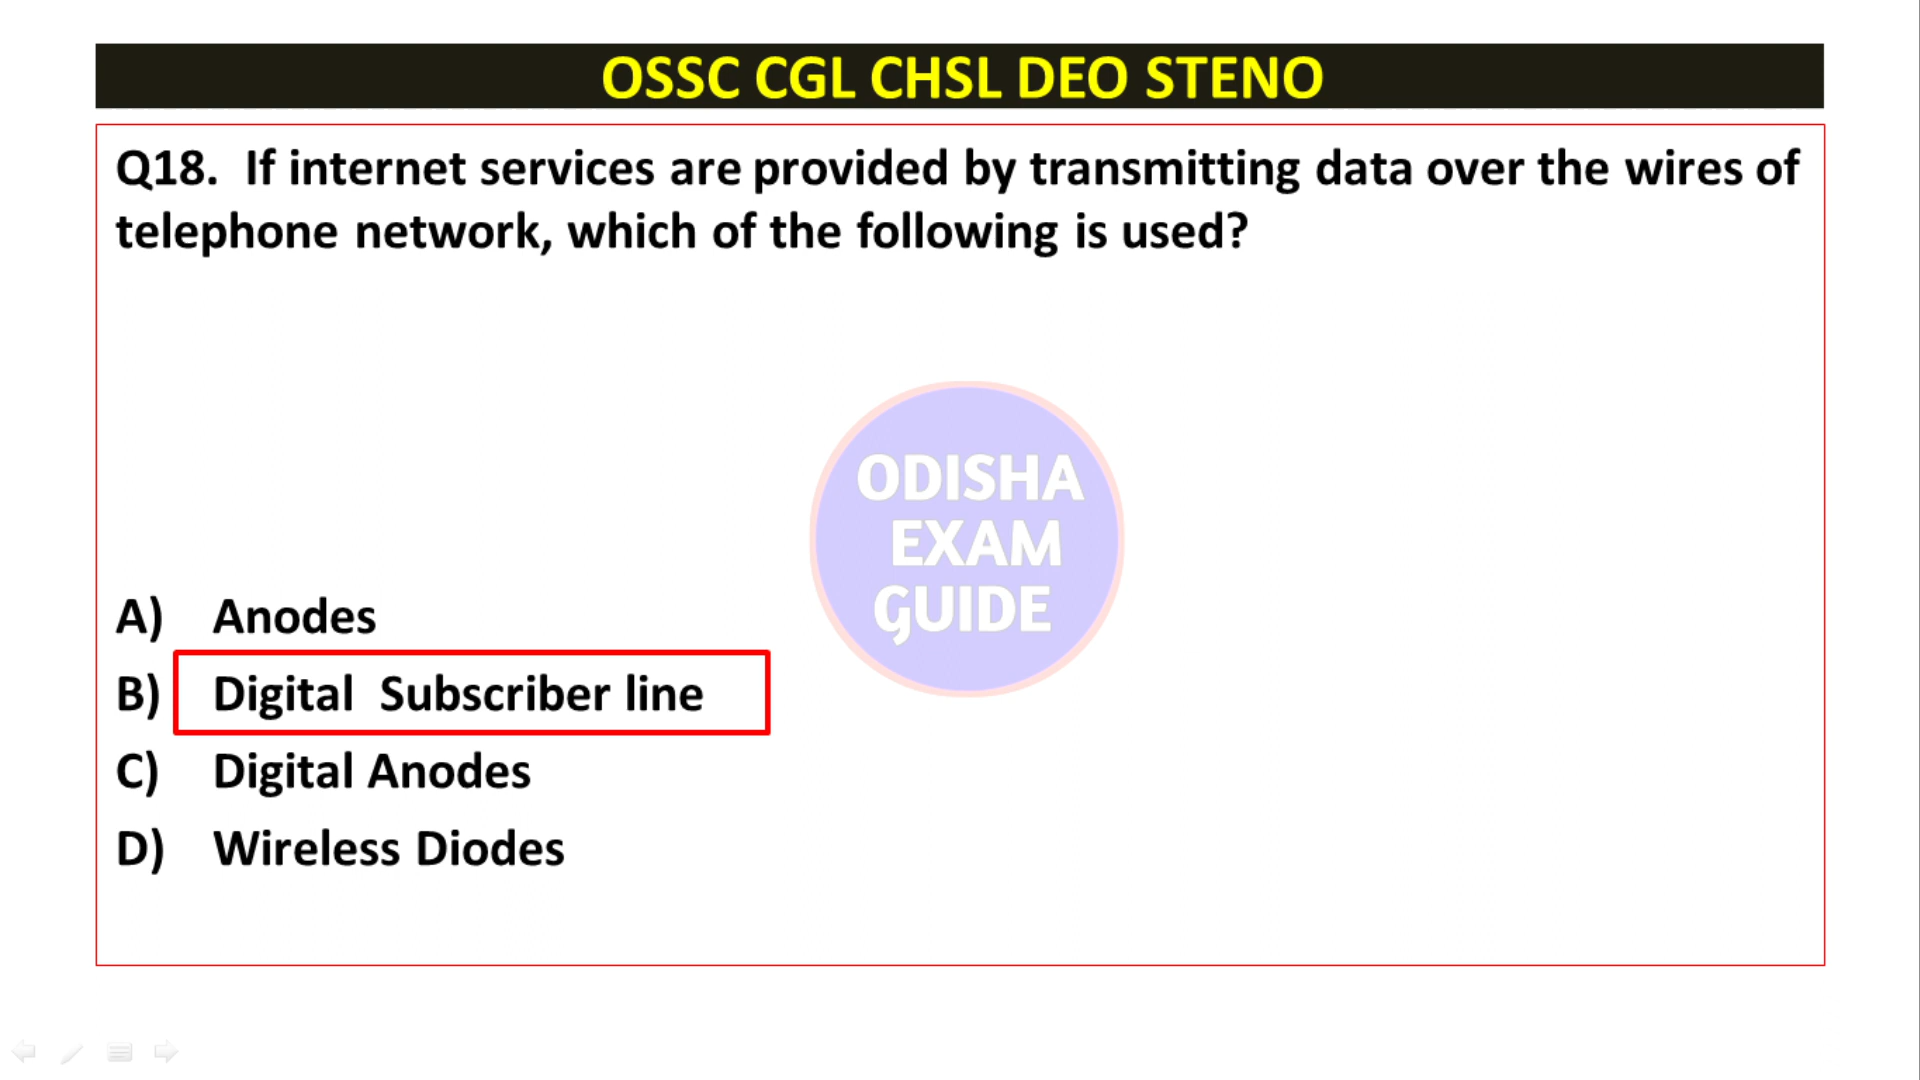 OSSC CGL CHSL DEO STENO
Q18. If internet services are provided by transmitting data over the wires of
telephone network, which of the following is used?
ODISHA
EXAM
GUIDE
A) Anodes
B) Digital Subscriber line
C) Digital Anodes
D) Wireless Diodes